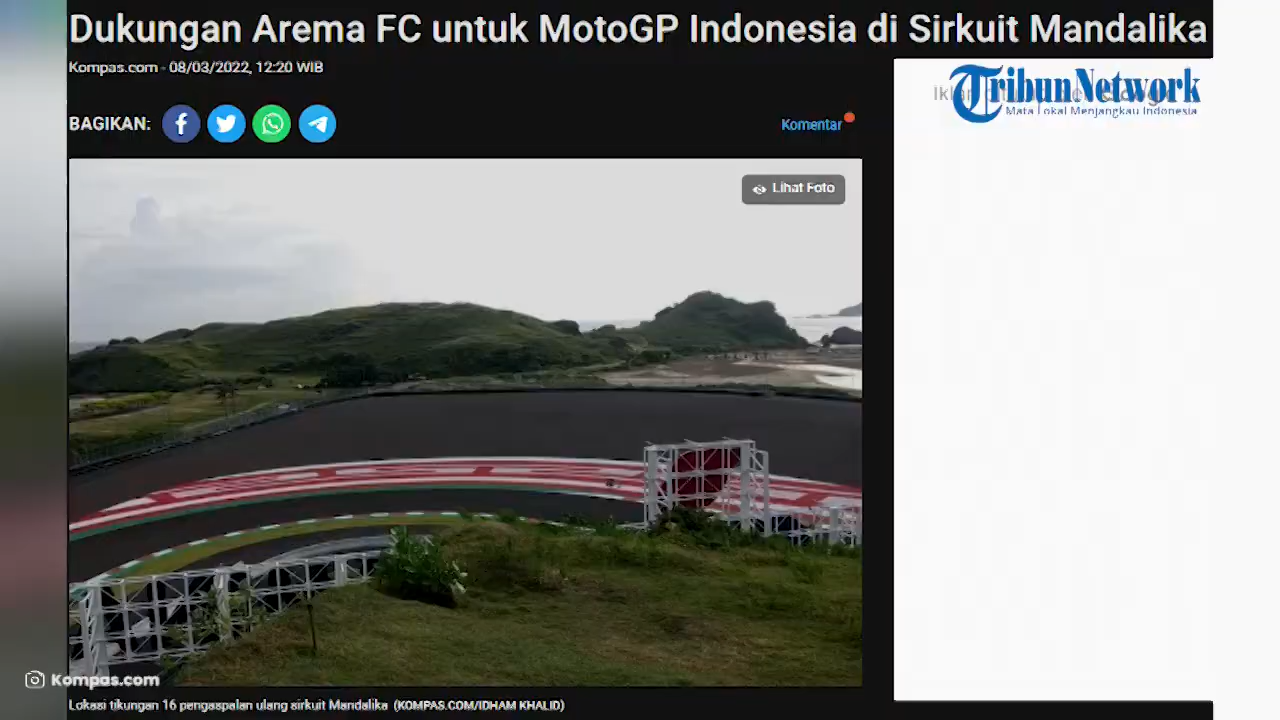 Dukungan Arema FC untuk MotoGP Indonesia di Sirkuit Mandalika
Kompas.com - 08/03/2022, 12:20 WIB
TribunNetwork
Mata Lokal Menjangkau Indonesia
BAGIKAN:
Komentar
Lihat Foto
Kompas.com
Lokasi tikungan 16 pengaspalan ulang sirkuit Mandalika (KOMPAS.COM/IDHAM KHALID)